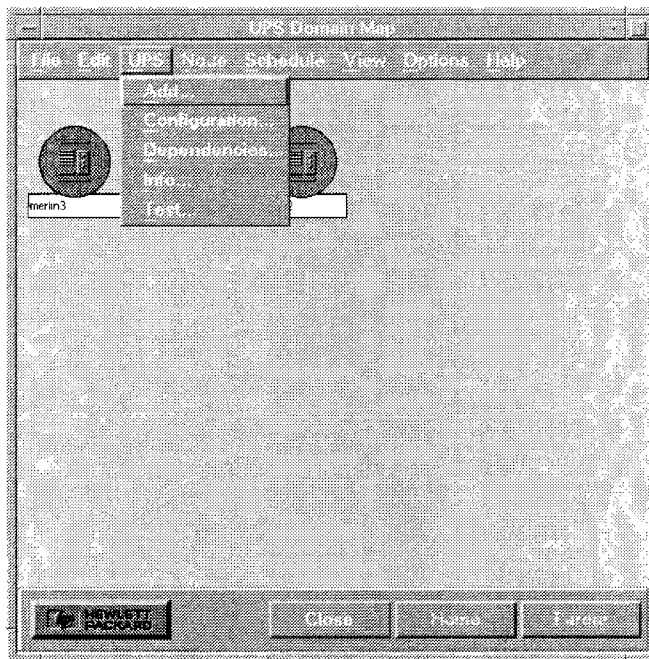 UPS Domain Map
File Edit UPS Node Schedule View Options Help
Add...
Configuration...
Dependencies...
Info...
Test...
merlin3
hp HEWLETT
PACKARD
Close Home Parent